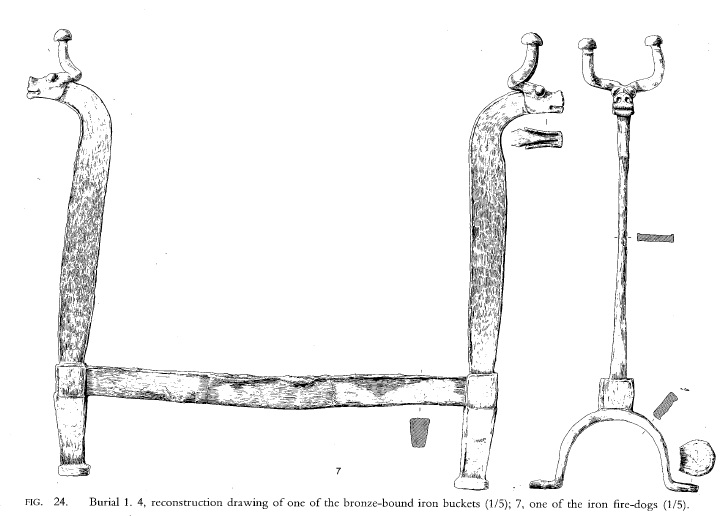 7
FIG. 24. Burial 1. 4, reconstruction drawing of one of the bronze-bound iron buckets (1/5); 7, one of the iron fire-dogs (1/5).